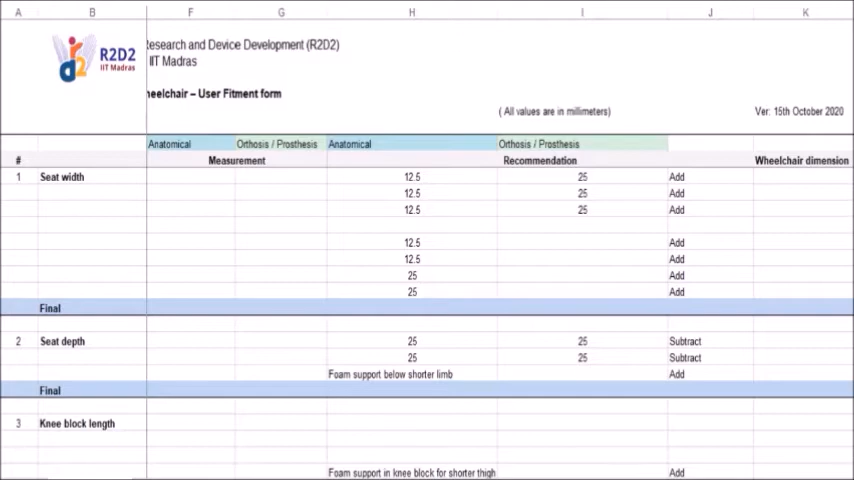 A B F G H I J K
R2D2
IIT Madras
Research and Device Development (R2D2)
IIT Madras
heelchair – User Fitment form
( All values are in millimeters) Ver: 15th October 2020
Anatomical Orthosis / Prosthesis Anatomical Orthosis / Prosthesis
# Measurement Recommendation Wheelchair dimension
1 Seat width 12.5 25 Add
12.5 25 Add
12.5 25 Add
12.5 Add
12.5 Add
25 Add
25 Add
Final
2 Seat depth 25 25 Subtract
25 25 Subtract
Foam support below shorter limb Add
Final
3 Knee block length
Foam support in knee block for shorter thigh Add